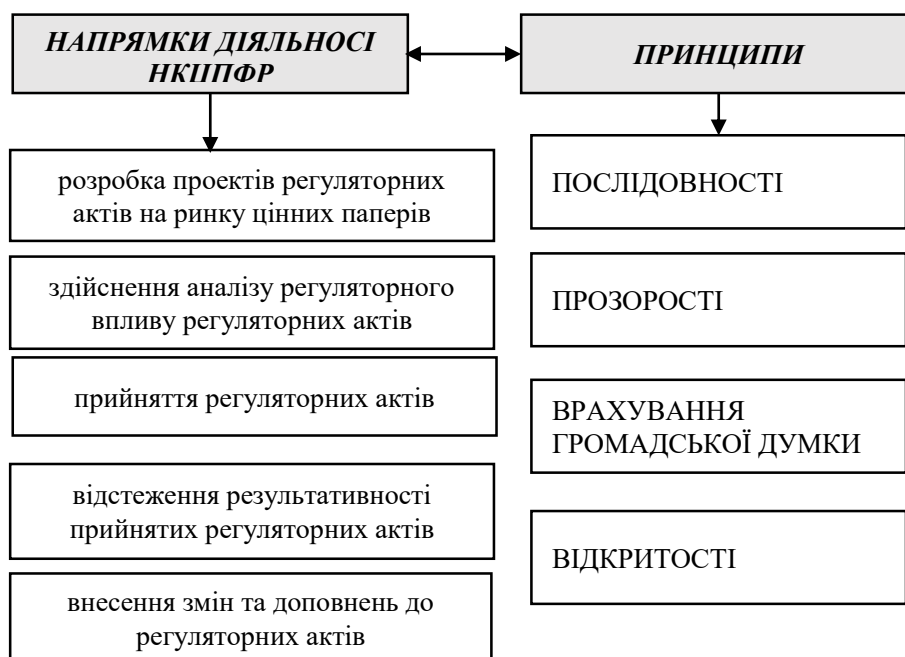 НАПРЯМКИ ДІЯЛЬНОСІ
НКЦПФР
розробка проектів регуляторних
актів на ринку цінних паперів
здійснення аналізу регуляторного
впливу регуляторних актів
прийняття регуляторних актів
відстеження результативності
прийнятих регуляторних актів
внесення змін та доповнень до
регуляторних актів
ПРИНЦИПИ
ПОСЛІДОВНОСТІ
ПРОЗОРОСТІ
ВРАХУВАННЯ
ГРОМАДСЬКОЇ ДУМКИ
ВІДКРИТОСТІ